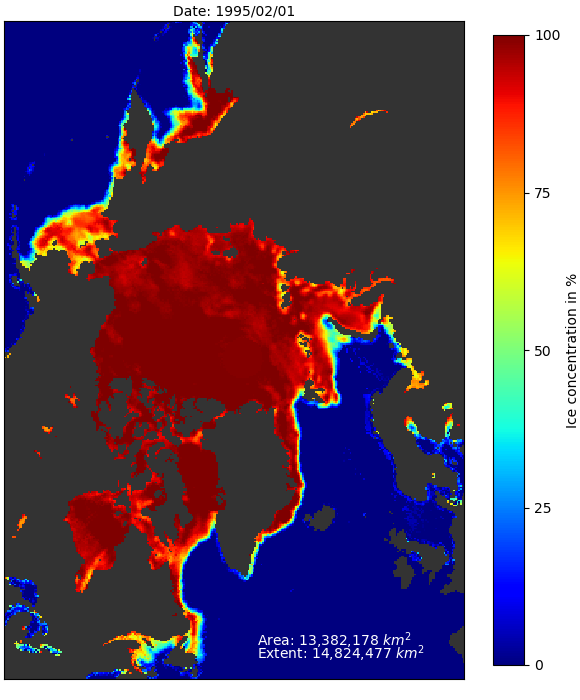 Date: 1995/02/01
100
75
50
25
0
Ice concentration in %
Area: 13,382,178 km²
Extent: 14,824,477 km²